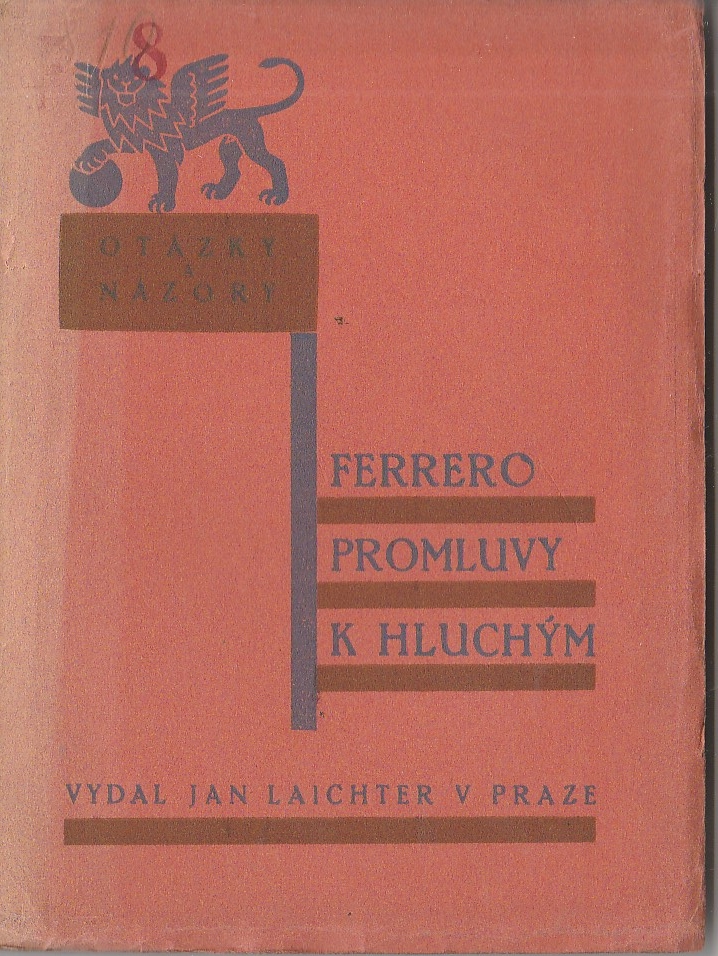 8
OTÁZKY
A
NÁZORY
FERRERO
PROMLUVY
K HLUCHÝM
VYDAL JAN LAICHTER V PRAZE